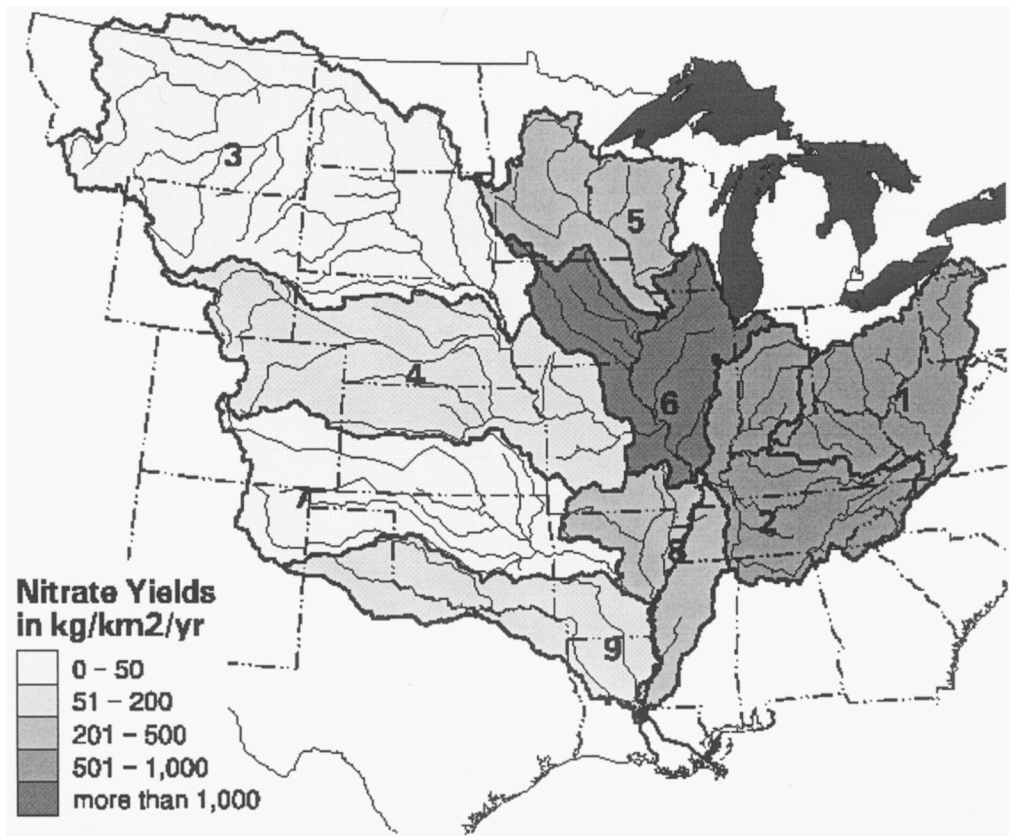 3
5
4
6
1
7
2
8
9
Nitrate Yields
in kg/km2/yr
0 – 50
51 – 200
201 – 500
501 – 1,000
more than 1,000